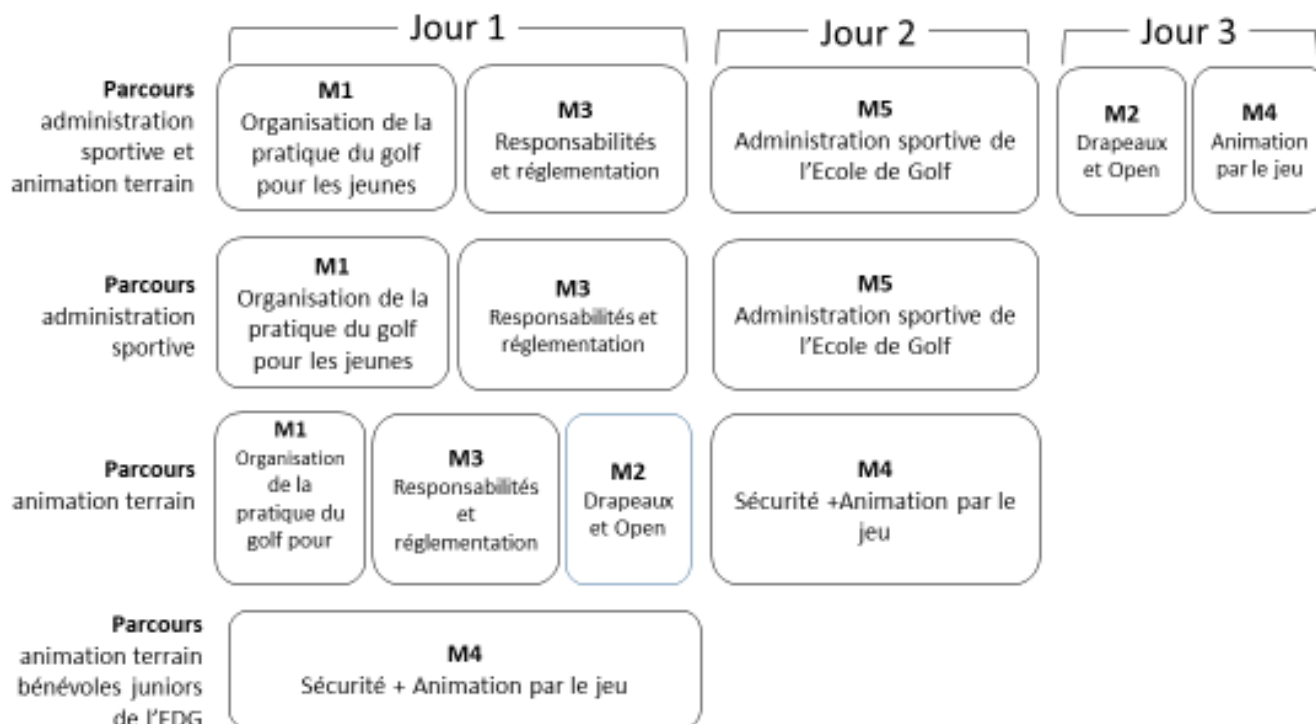 Jour 1
Jour 2
Jour 3
Parcours
administration
sportive et
animation terrain
M1
Organisation de la
pratique du golf
pour les jeunes
M3
Responsabilités
et réglementation
M5
Administration sportive de
l'Ecole de Golf
M2
Drapeaux
et Open
M4
Animation
par le jeu
Parcours
administration
sportive
M1
Organisation de la
pratique du golf
pour les jeunes
M3
Responsabilités et
réglementation
M5
Administration sportive de
l'Ecole de Golf
Parcours
animation terrain
M1
Organisation
de la
pratique du
golf pour
M3
Responsabilités
et
réglementation
M2
Drapeaux
et Open
M4
Sécurité +Animation par le
jeu
Parcours
animation terrain
bénévoles juniors
de l'EDG
M4
Sécurité + Animation par le jeu